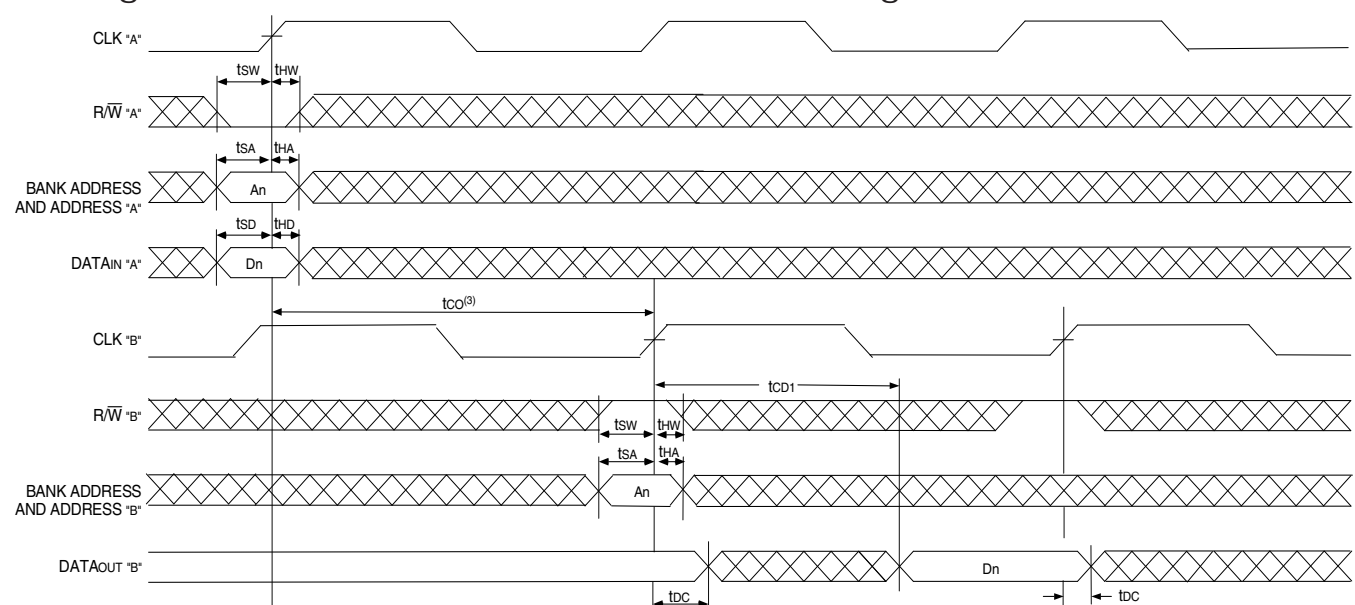 CLK "A"
tSW tHW
R/W̅ "A"
tSA tHA
BANK ADDRESS
AND ADDRESS "A"
An
tSD tHD
DATAIN "A"
Dn
tCO(3)
CLK "B"
tCD1
R/W̅ "B"
tSW tHW
tSA tHA
BANK ADDRESS
AND ADDRESS "B"
An
DATAOUT "B"
Dn
tDC tDC